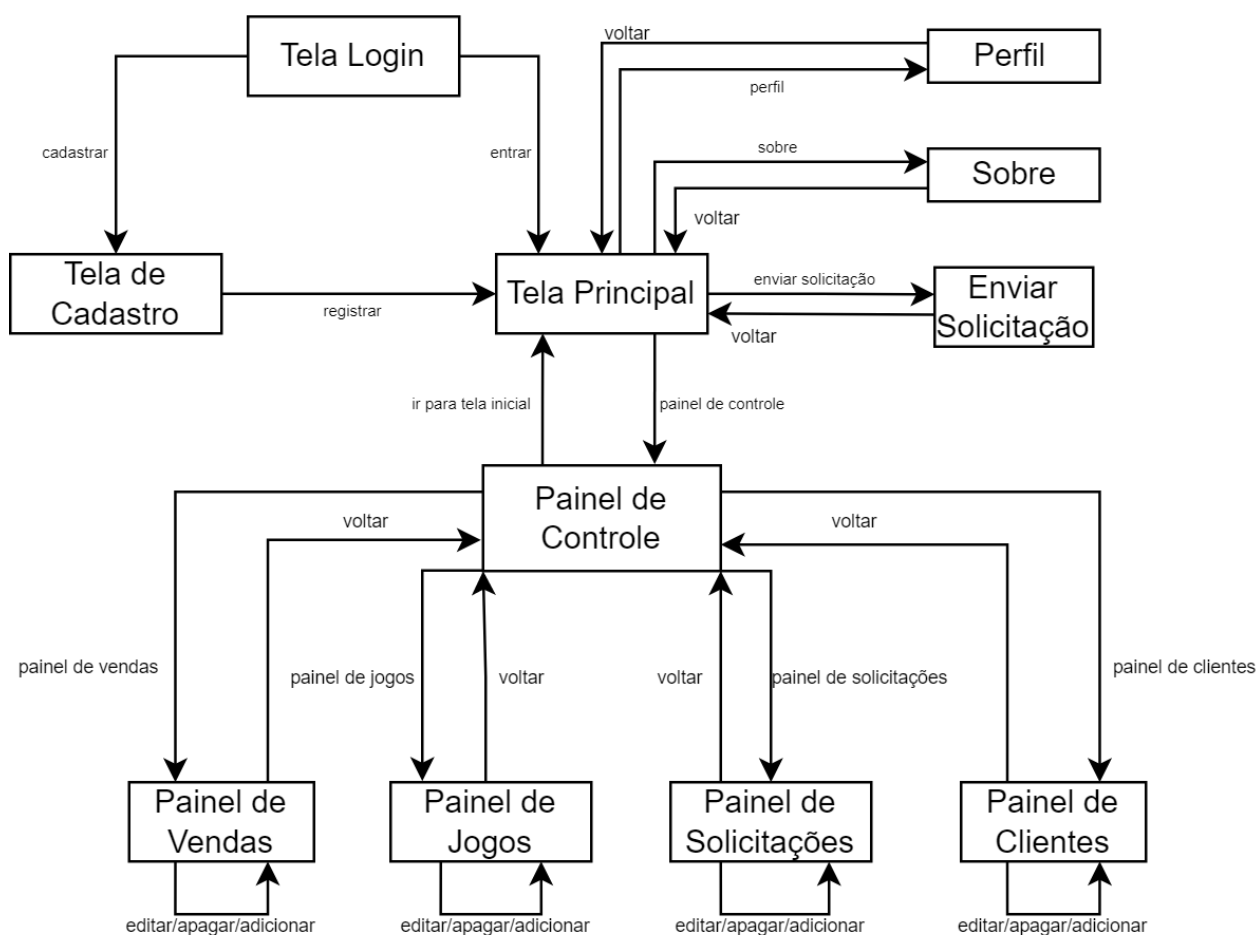 Tela Login
voltar
Perfil
perfil
cadastrar
entrar
sobre
Sobre
voltar
Tela de
Cadastro
registrar
Tela Principal
enviar solicitação
Enviar
Solicitação
voltar
ir para tela inicial
painel de controle
Painel de
Controle
voltar
voltar
painel de vendas
painel de jogos
voltar
voltar
painel de solicitações
painel de clientes
Painel de
Vendas
Painel de
Jogos
Painel de
Solicitações
Painel de
Clientes
editar/apagar/adicionar
editar/apagar/adicionar
editar/apagar/adicionar
editar/apagar/adicionar